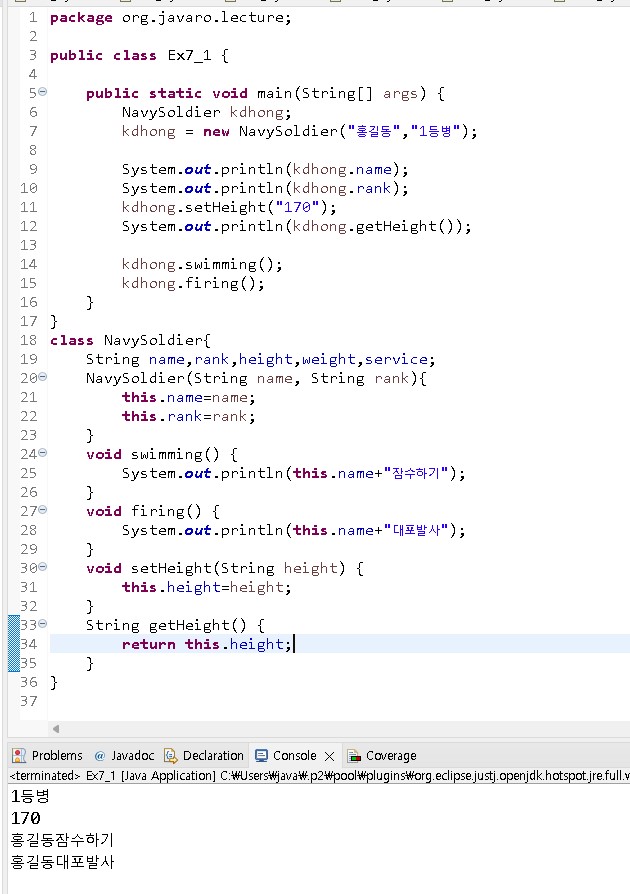 1 package org.javaro.lecture;
2
3 public class Ex7_1 {
4
5 public static void main(String[] args) {
6 NavySoldier kdhong;
7 kdhong = new NavySoldier("홍길동","1등병");
8
9 System.out.println(kdhong.name);
10 System.out.println(kdhong.rank);
11 kdhong.setHeight("170");
12 System.out.println(kdhong.getHeight());
13
14 kdhong.swimming();
15 kdhong.firing();
16 }
17 }
18 class NavySoldier{
19 String name,rank,height,weight,service;
20 NavySoldier(String name, String rank){
21 this.name=name;
22 this.rank=rank;
23 }
24 void swimming() {
25 System.out.println(this.name+"잠수하기");
26 }
27 void firing() {
28 System.out.println(this.name+"대포발사");
29 }
30 void setHeight(String height) {
31 this.height=height;
32 }
33 String getHeight() {
34 return this.height;
35 }
36 }
37
Problems @ Javadoc Declaration Console Coverage
<terminated> Ex7_1 [Java Application] C:₩Users₩java₩.p2₩pool₩plugins₩org.eclipse.justj.openjdk.hotspot.jre.full.v
1등병
170
홍길동잠수하기
홍길동대포발사